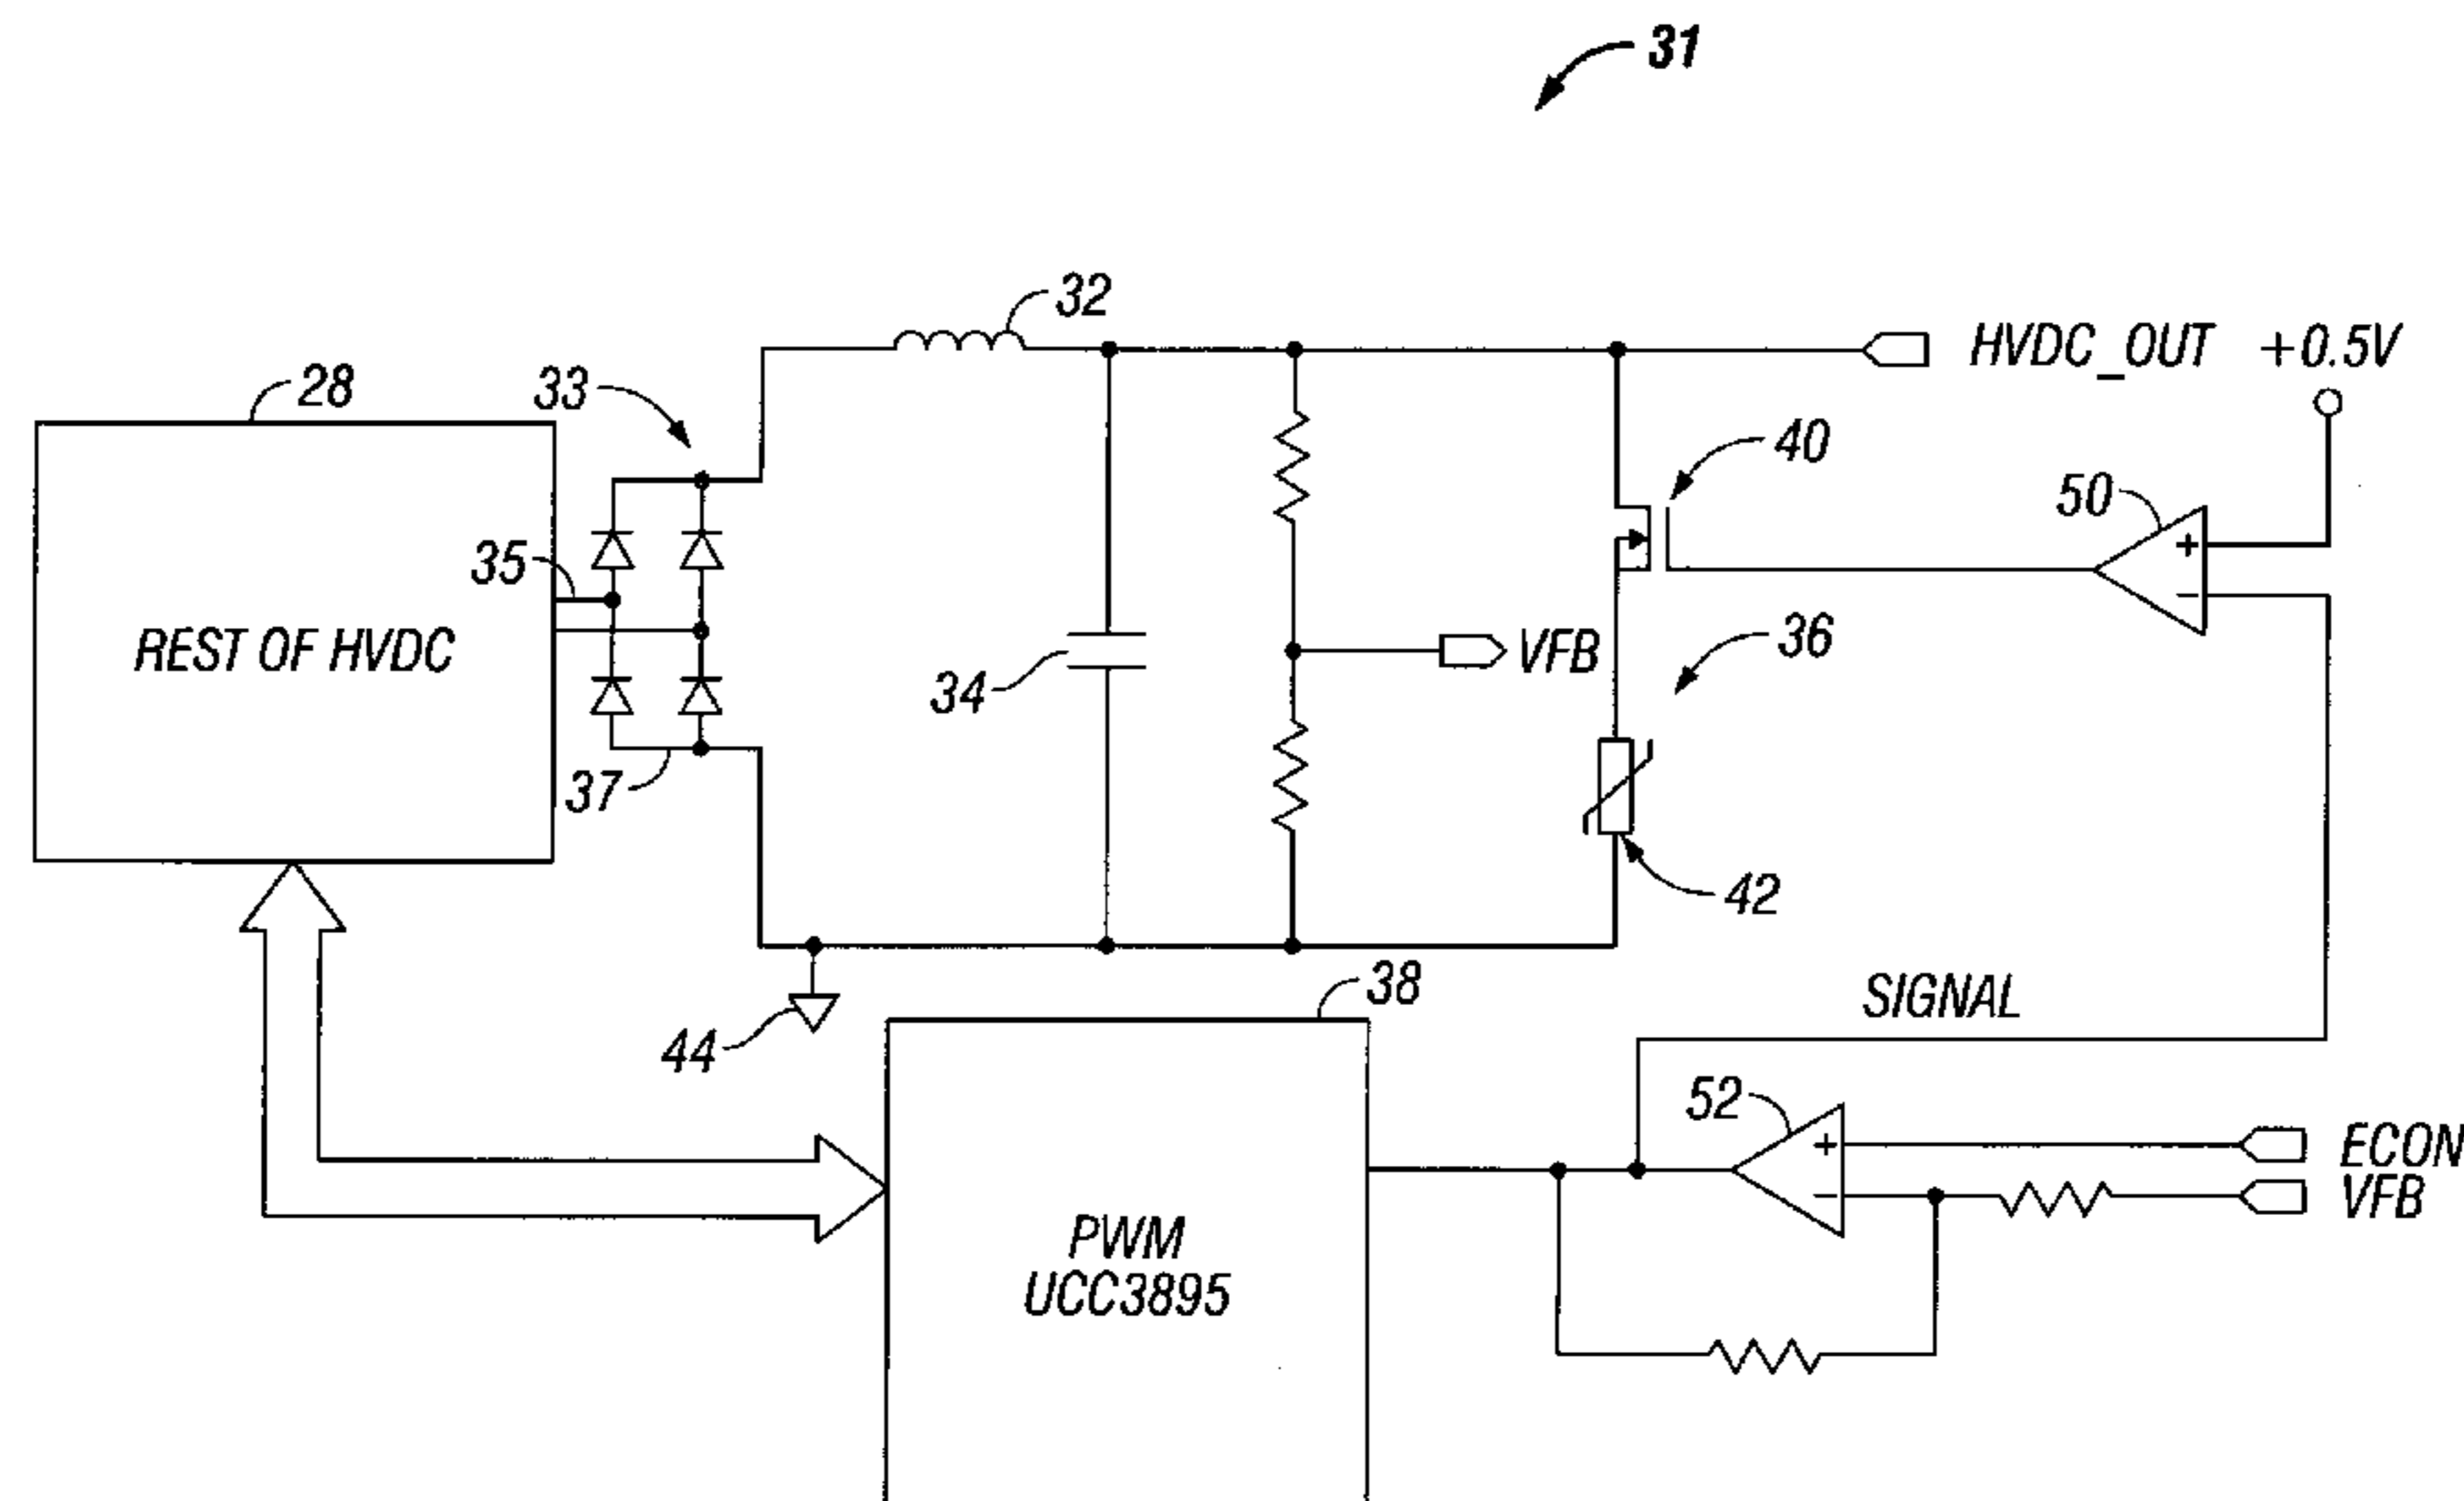 31
32
HVDC_OUT +0.5V
28
33
40
50
+
35
−
REST OF HVDC
VFB
36
34
37
42
38
SIGNAL
44
52
+
ECON
−
VFB
PWM
UCC3895